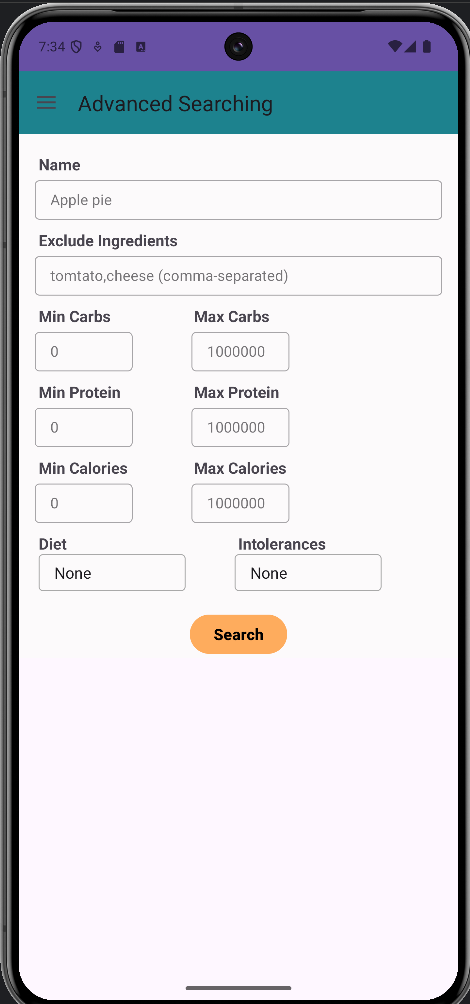 7:34
Advanced Searching
Name
Apple pie
Exclude Ingredients
tomtato,cheese (comma-separated)
Min Carbs Max Carbs
0 1000000
Min Protein Max Protein
0 1000000
Min Calories Max Calories
0 1000000
Diet Intolerances
None None
Search